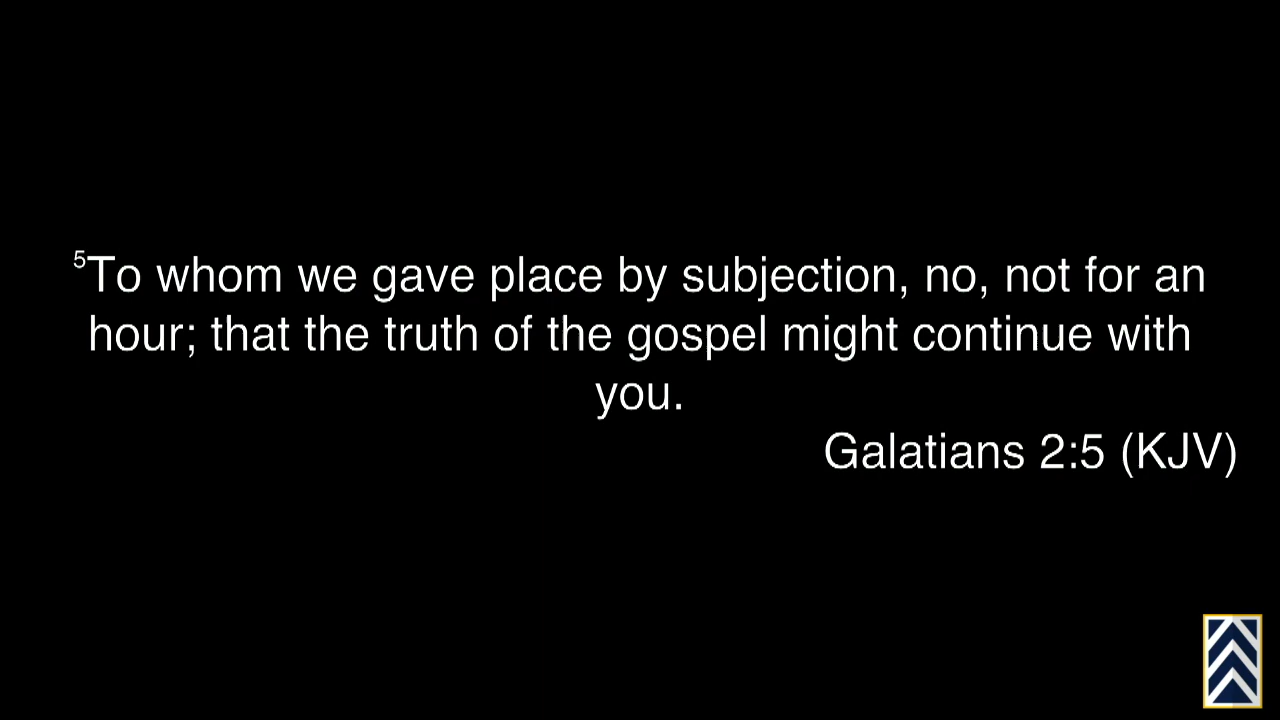 ⁵To whom we gave place by subjection, no, not for an
hour; that the truth of the gospel might continue with
you.
Galatians 2:5 (KJV)